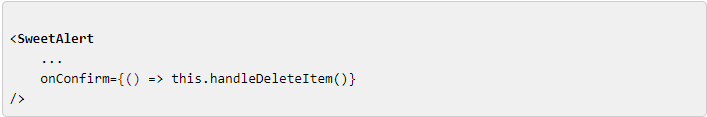 <SweetAlert
    ...
    onConfirm={() => this.handleDeleteItem()}
/>